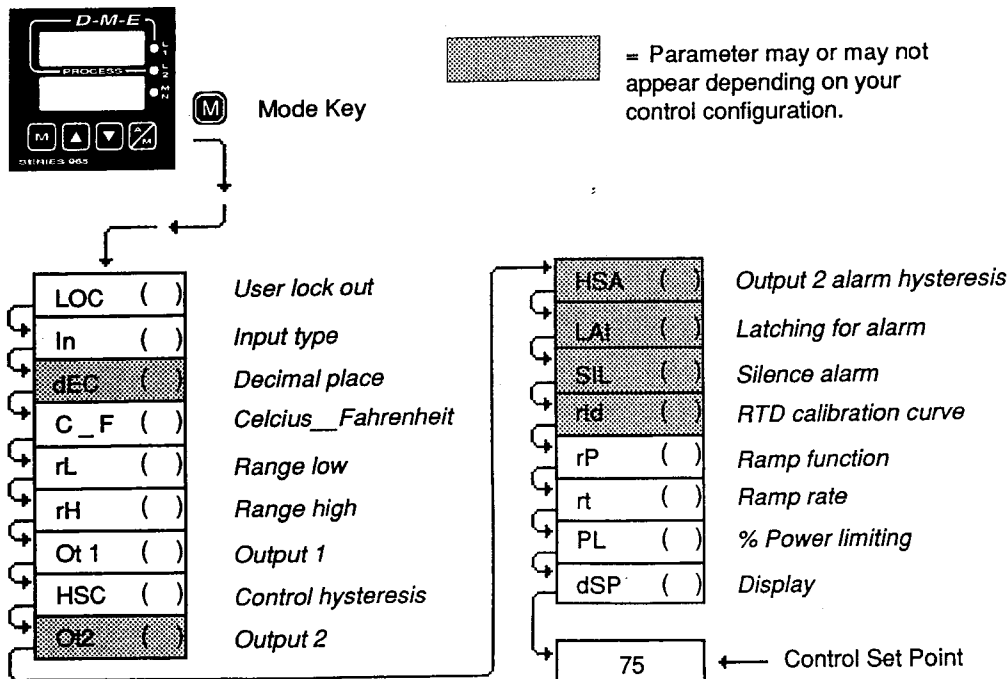 D-M-E
L1
PROCESS
L2
MN
M
A/M
SERIES 965
M Mode Key
= Parameter may or may not
appear depending on your
control configuration.
LOC ( ) User lock out
In ( ) Input type
dEC ( ) Decimal place
C_F ( ) Celcius__Fahrenheit
rL ( ) Range low
rH ( ) Range high
Ot 1 ( ) Output 1
HSC ( ) Control hysteresis
Ot2 ( ) Output 2
HSA ( ) Output 2 alarm hysteresis
LAt ( ) Latching for alarm
SIL ( ) Silence alarm
rtd ( ) RTD calibration curve
rP ( ) Ramp function
rt ( ) Ramp rate
PL ( ) % Power limiting
dSP ( ) Display
75 Control Set Point